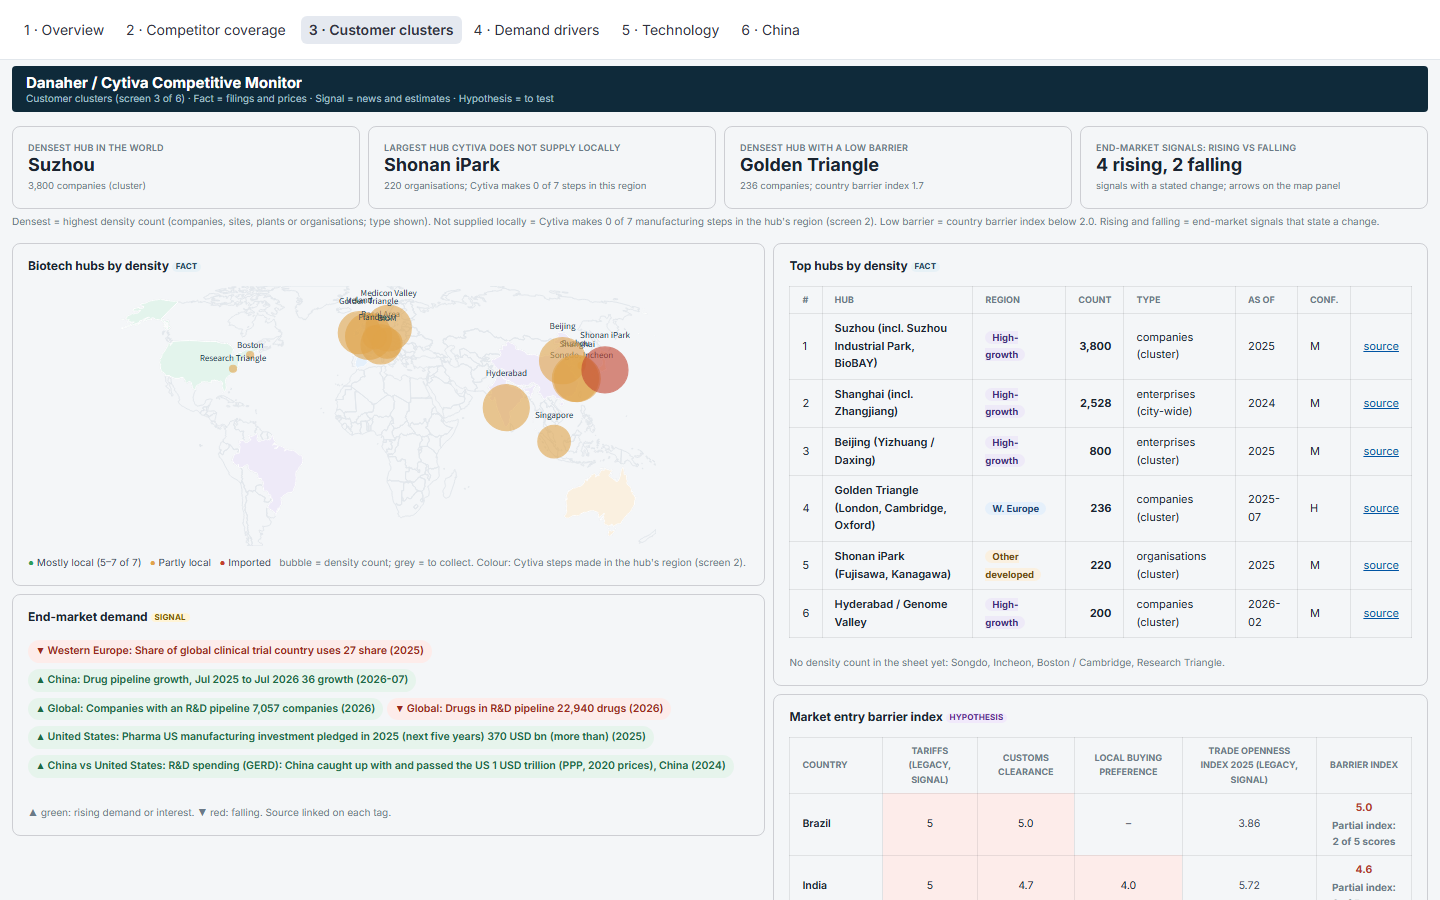 1 · Overview
2 · Competitor coverage
3 · Customer clusters
4 · Demand drivers
5 · Technology
6 · China
Danaher / Cytiva Competitive Monitor
Customer clusters (screen 3 of 6) · Fact = filings and prices · Signal = news and estimates · Hypothesis = to test
DENSEST HUB IN THE WORLD
Suzhou
3,800 companies (cluster)
LARGEST HUB CYTIVA DOES NOT SUPPLY LOCALLY
Shonan iPark
220 organisations; Cytiva makes 0 of 7 steps in this region
DENSEST HUB WITH A LOW BARRIER
Golden Triangle
236 companies; country barrier index 1.7
END-MARKET SIGNALS: RISING VS FALLING
4 rising, 2 falling
signals with a stated change; arrows on the map panel
Densest = highest density count (companies, sites, plants or organisations; type shown). Not supplied locally = Cytiva makes 0 of 7 manufacturing steps in the hub's region (screen 2). Low barrier = country barrier index below 2.0. Rising and falling = end-market signals that state a change.
Biotech hubs by density FACT
Medicon Valley
Golden Triangle
Boston
Research Triangle
Beijing
Shonan iPark
Hyderabad
Singapore
● Mostly local (5–7 of 7) ● Partly local ● Imported bubble = density count; grey = to collect. Colour: Cytiva steps made in the hub's region (screen 2).
End-market demand SIGNAL
▼ Western Europe: Share of global clinical trial country uses 27 share (2025)
▲ China: Drug pipeline growth, Jul 2025 to Jul 2026 36 growth (2026-07)
▲ Global: Companies with an R&D pipeline 7,057 companies (2026) ▼ Global: Drugs in R&D pipeline 22,940 drugs (2026)
▲ United States: Pharma US manufacturing investment pledged in 2025 (next five years) 370 USD bn (more than) (2025)
▲ China vs United States: R&D spending (GERD): China caught up with and passed the US 1 USD trillion (PPP, 2020 prices), China (2024)
▲ green: rising demand or interest. ▼ red: falling. Source linked on each tag.
Top hubs by density FACT
# HUB REGION COUNT TYPE AS OF CONF.
1 Suzhou (incl. Suzhou Industrial Park, BioBAY) High-growth 3,800 companies (cluster) 2025 M source
2 Shanghai (incl. Zhangjiang) High-growth 2,528 enterprises (city-wide) 2024 M source
3 Beijing (Yizhuang / Daxing) High-growth 800 enterprises (cluster) 2025 M source
4 Golden Triangle (London, Cambridge, Oxford) W. Europe 236 companies (cluster) 2025-07 H source
5 Shonan iPark (Fujisawa, Kanagawa) Other developed 220 organisations (cluster) 2025 M source
6 Hyderabad / Genome Valley High-growth 200 companies (cluster) 2026-02 M source
No density count in the sheet yet: Songdo, Incheon, Boston / Cambridge, Research Triangle.
Market entry barrier index HYPOTHESIS
COUNTRY TARIFFS (LEGACY, SIGNAL) CUSTOMS CLEARANCE LOCAL BUYING PREFERENCE TRADE OPENNESS INDEX 2025 (LEGACY, SIGNAL) BARRIER INDEX
Brazil 5 5.0 – 3.86 5.0 Partial index: 2 of 5 scores
India 5 4.7 4.0 5.72 4.6 Partial index: